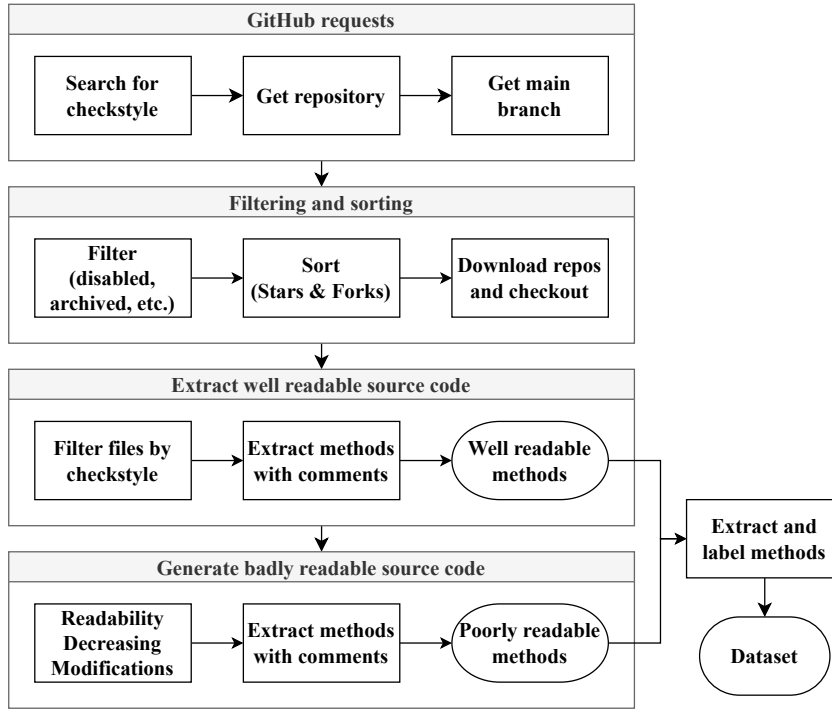 GitHub requests
Search for
checkstyle
Get repository
Get main
branch
Filtering and sorting
Filter
(disabled,
archived, etc.)
Sort
(Stars & Forks)
Download repos
and checkout
Extract well readable source code
Filter files by
checkstyle
Extract methods
with comments
Well readable
methods
Extract and
label methods
Generate badly readable source code
Readability
Decreasing
Modifications
Extract methods
with comments
Poorly readable
methods
Dataset